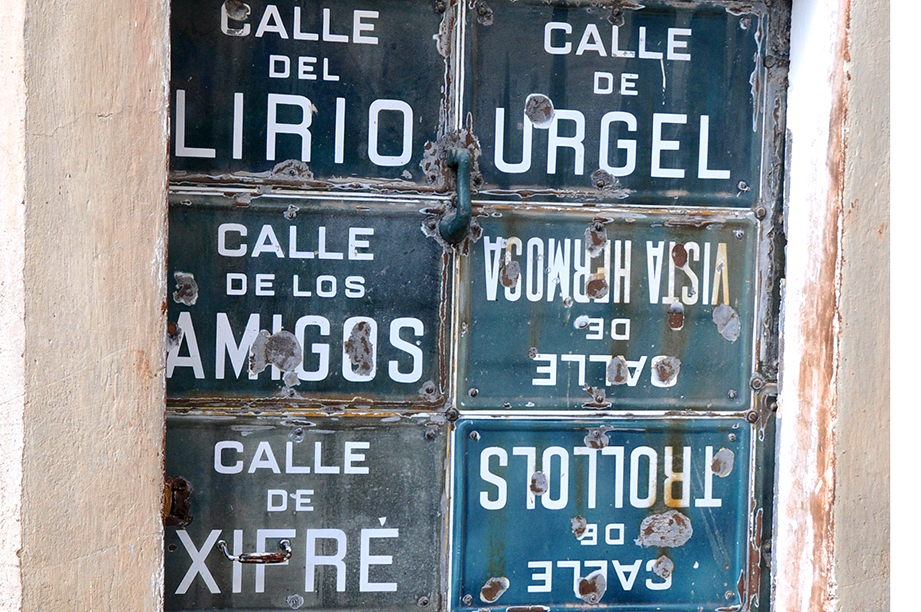 CALLE
DEL
LIRIO
CALLE
DE
URGEL
CALLE
DE LOS
AMIGOS
CALLE
DE
VISTA HERMOSA
CALLE
DE
XIFRÉ
CALLE
DE
TROLLOLS